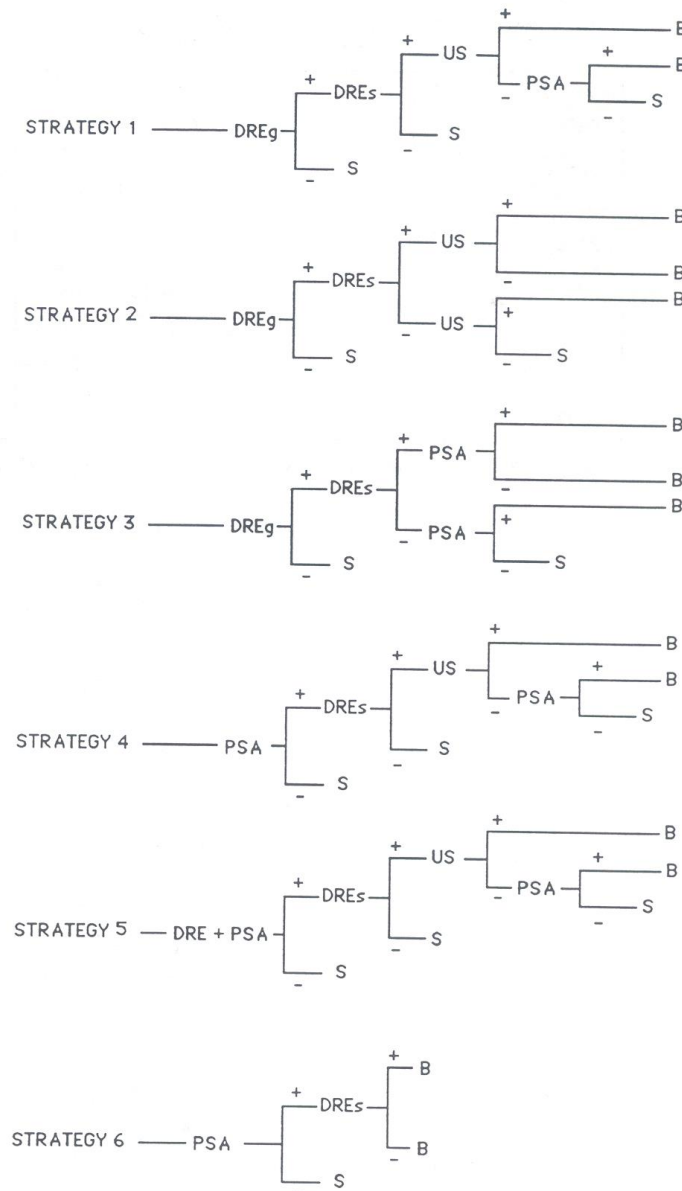 + B
+ US
+ B
+ DREs - PSA
- S
STRATEGY 1 DREg - S
- S
+ B
+ US
+ DREs - B
+ B
STRATEGY 2 DREg - US
- S - S
+ B
+ PSA
+ DREs - B
+ B
STRATEGY 3 DREg - PSA
- S - S
+ B
+ US + B
+ DREs - PSA
- S
STRATEGY 4 PSA - S
- S
+ B
+ US + B
+ DREs - PSA
- S
STRATEGY 5 DRE + PSA - S
- S
+ B
+ DREs
STRATEGY 6 PSA - B
- S